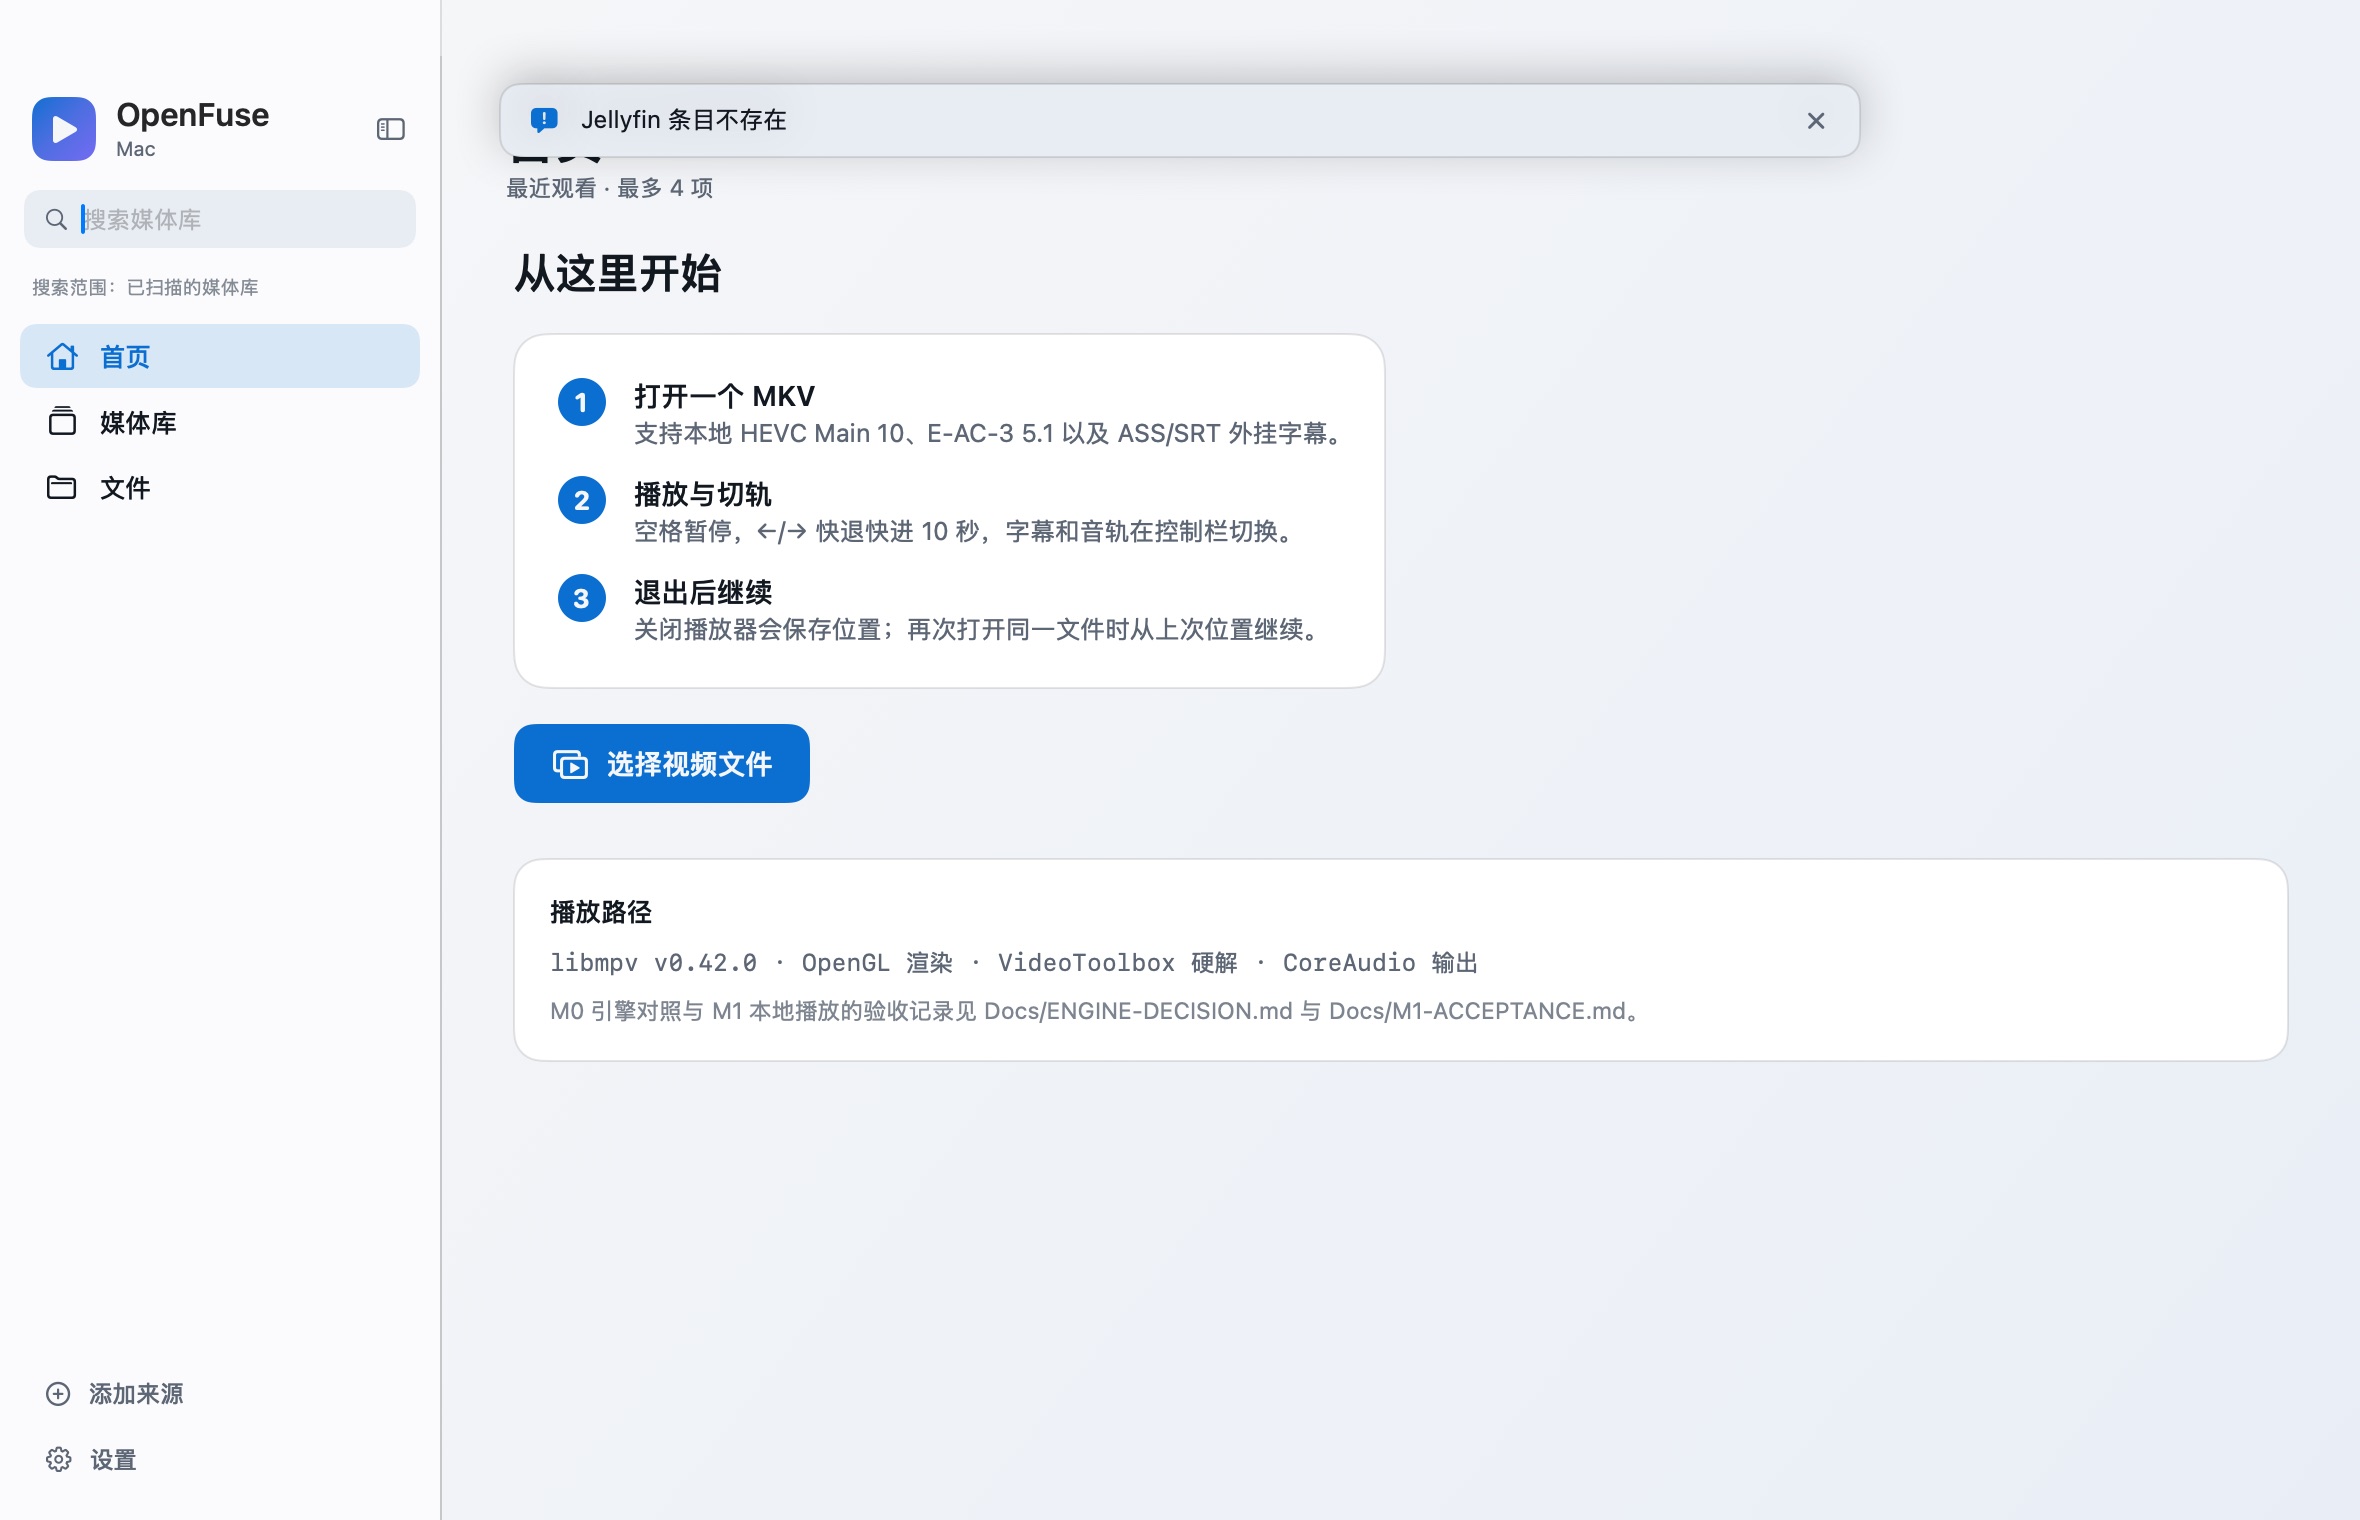 OpenFuse
Mac
搜索媒体库
搜索范围：已扫描的媒体库
首页
媒体库
文件
添加来源
设置
Jellyfin 条目不存在
最近观看 · 最多 4 项
从这里开始
1 打开一个 MKV
支持本地 HEVC Main 10、E-AC-3 5.1 以及 ASS/SRT 外挂字幕。
2 播放与切轨
空格暂停，←/→ 快退快进 10 秒，字幕和音轨在控制栏切换。
3 退出后继续
关闭播放器会保存位置；再次打开同一文件时从上次位置继续。
选择视频文件
播放路径
libmpv v0.42.0 · OpenGL 渲染 · VideoToolbox 硬解 · CoreAudio 输出
M0 引擎对照与 M1 本地播放的验收记录见 Docs/ENGINE-DECISION.md 与 Docs/M1-ACCEPTANCE.md。